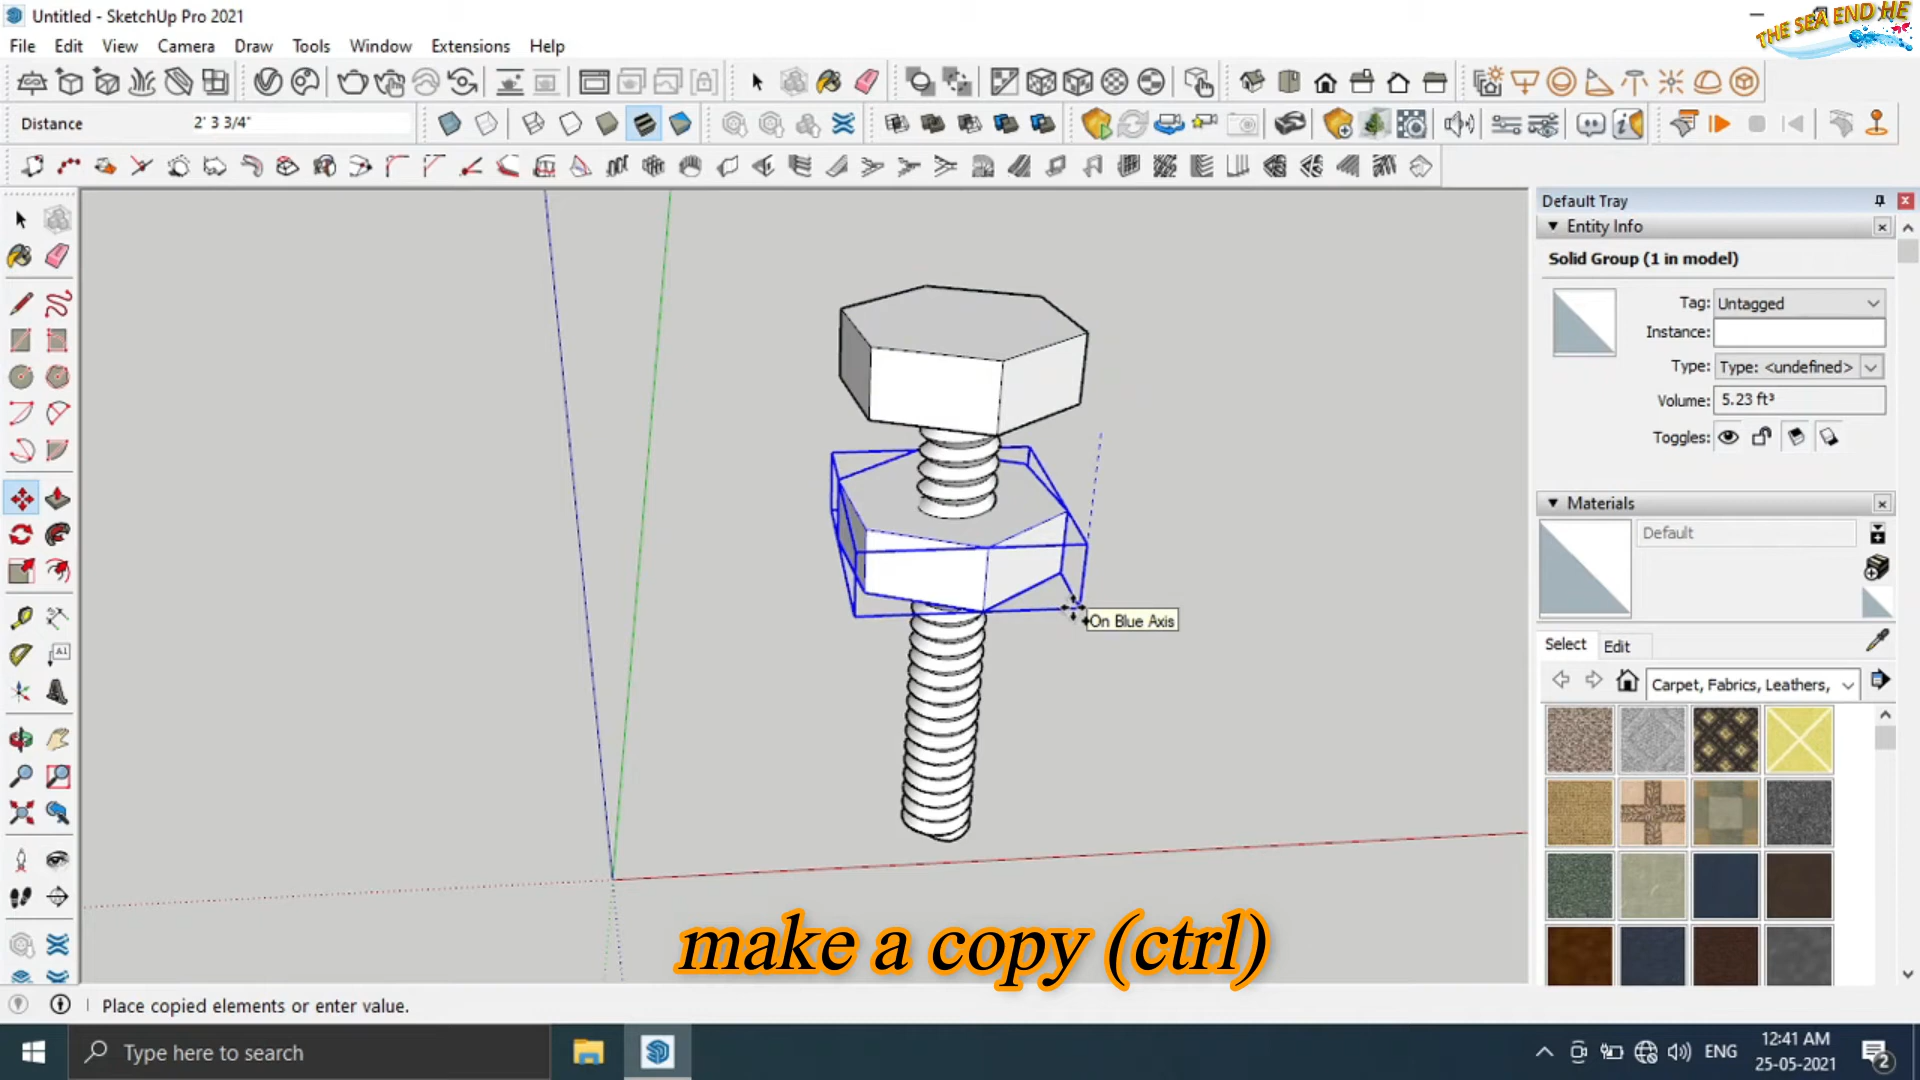 Untitled - SketchUp Pro 2021
THE SEA END HE
File Edit View Camera Draw Tools Window Extensions Help
Distance 2' 3 3/4"
Default Tray
Entity Info
Solid Group (1 in model)
Tag: Untagged
Instance:
Type: Type: <undefined>
Volume: 5.23 ft³
Toggles:
Materials
Default
On Blue Axis
Select Edit
Carpet, Fabrics, Leathers,
make a copy (ctrl)
Place copied elements or enter value.
Type here to search
ENG
12:41 AM
25-05-2021
2